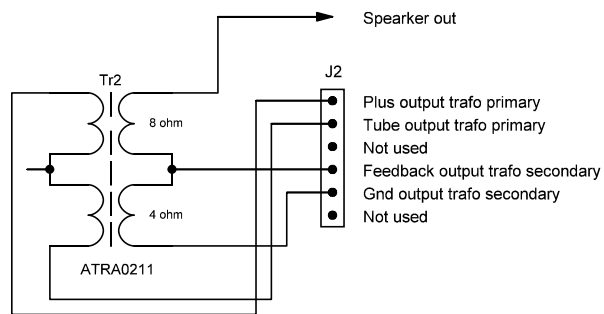 Spearker out
Tr2
J2
8 ohm
Plus output trafo primary
Tube output trafo primary
Not used
Feedback output trafo secondary
4 ohm
Gnd output trafo secondary
Not used
ATRA0211